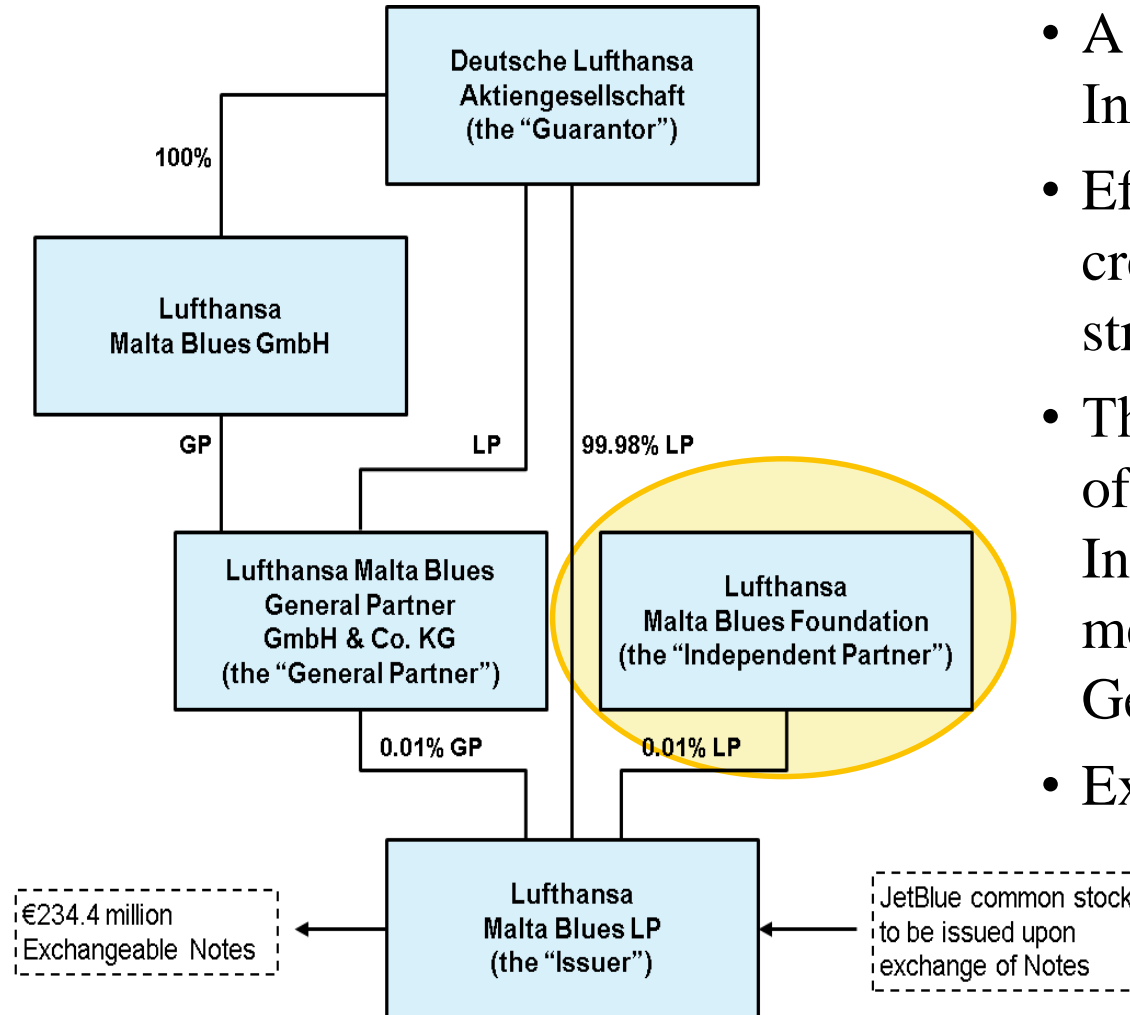 Deutsche Lufthansa
Aktiengesellschaft
(the “Guarantor”)
100%
Lufthansa
Malta Blues GmbH
GP
LP
99.98% LP
Lufthansa Malta Blues
General Partner
GmbH & Co. KG
(the “General Partner”)
Lufthansa
Malta Blues Foundation
(the “Independent Partner”)
0.01% GP
0.01% LP
€234.4 million
Exchangeable Notes
Lufthansa
Malta Blues LP
(the “Issuer”)
JetBlue common stock
to be issued upon
exchange of Notes
• A
In
• Ef
cre
str
• Th
of
In
Ge
• Ex